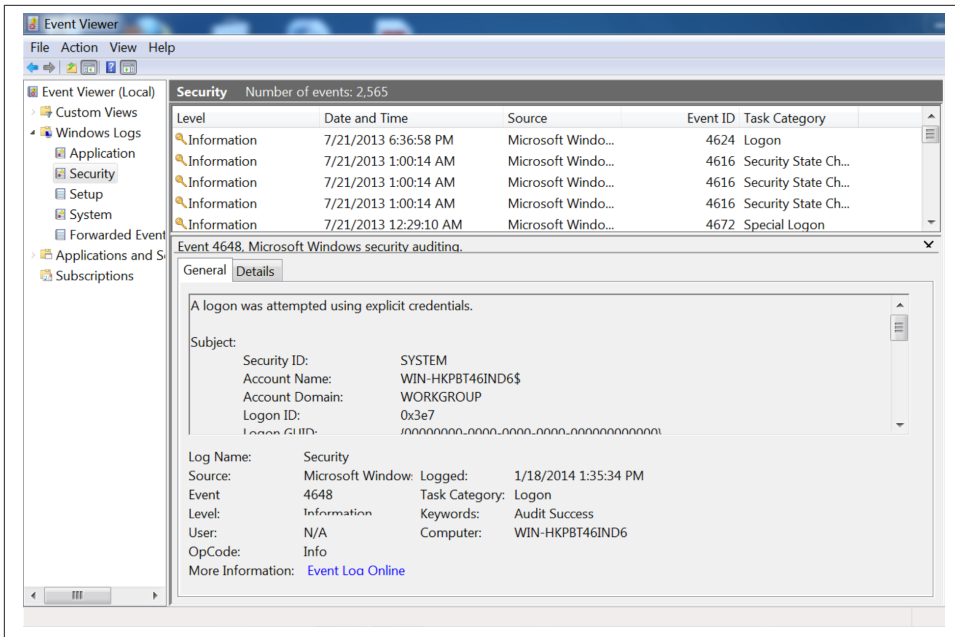 Event Viewer
File Action View Help
Event Viewer (Local)
Custom Views
Windows Logs
Application
Security
Setup
System
Forwarded Event
Applications and S
Subscriptions
Security Number of events: 2,565
Level Date and Time Source Event ID Task Category
Information 7/21/2013 6:36:58 PM Microsoft Windo... 4624 Logon
Information 7/21/2013 1:00:14 AM Microsoft Windo... 4616 Security State Ch...
Information 7/21/2013 1:00:14 AM Microsoft Windo... 4616 Security State Ch...
Information 7/21/2013 1:00:14 AM Microsoft Windo... 4616 Security State Ch...
Information 7/21/2013 12:29:10 AM Microsoft Windo... 4672 Special Logon
Event 4648, Microsoft Windows security auditing.
General Details
A logon was attempted using explicit credentials.
Subject:
Security ID: SYSTEM
Account Name: WIN-HKPBT46IND6$
Account Domain: WORKGROUP
Logon ID: 0x3e7
Logon GUID: {00000000-0000-0000-0000-000000000000}
Log Name: Security
Source: Microsoft Window: Logged: 1/18/2014 1:35:34 PM
Event 4648 Task Category: Logon
Level: Information Keywords: Audit Success
User: N/A Computer: WIN-HKPBT46IND6
OpCode: Info
More Information: Event Log Online